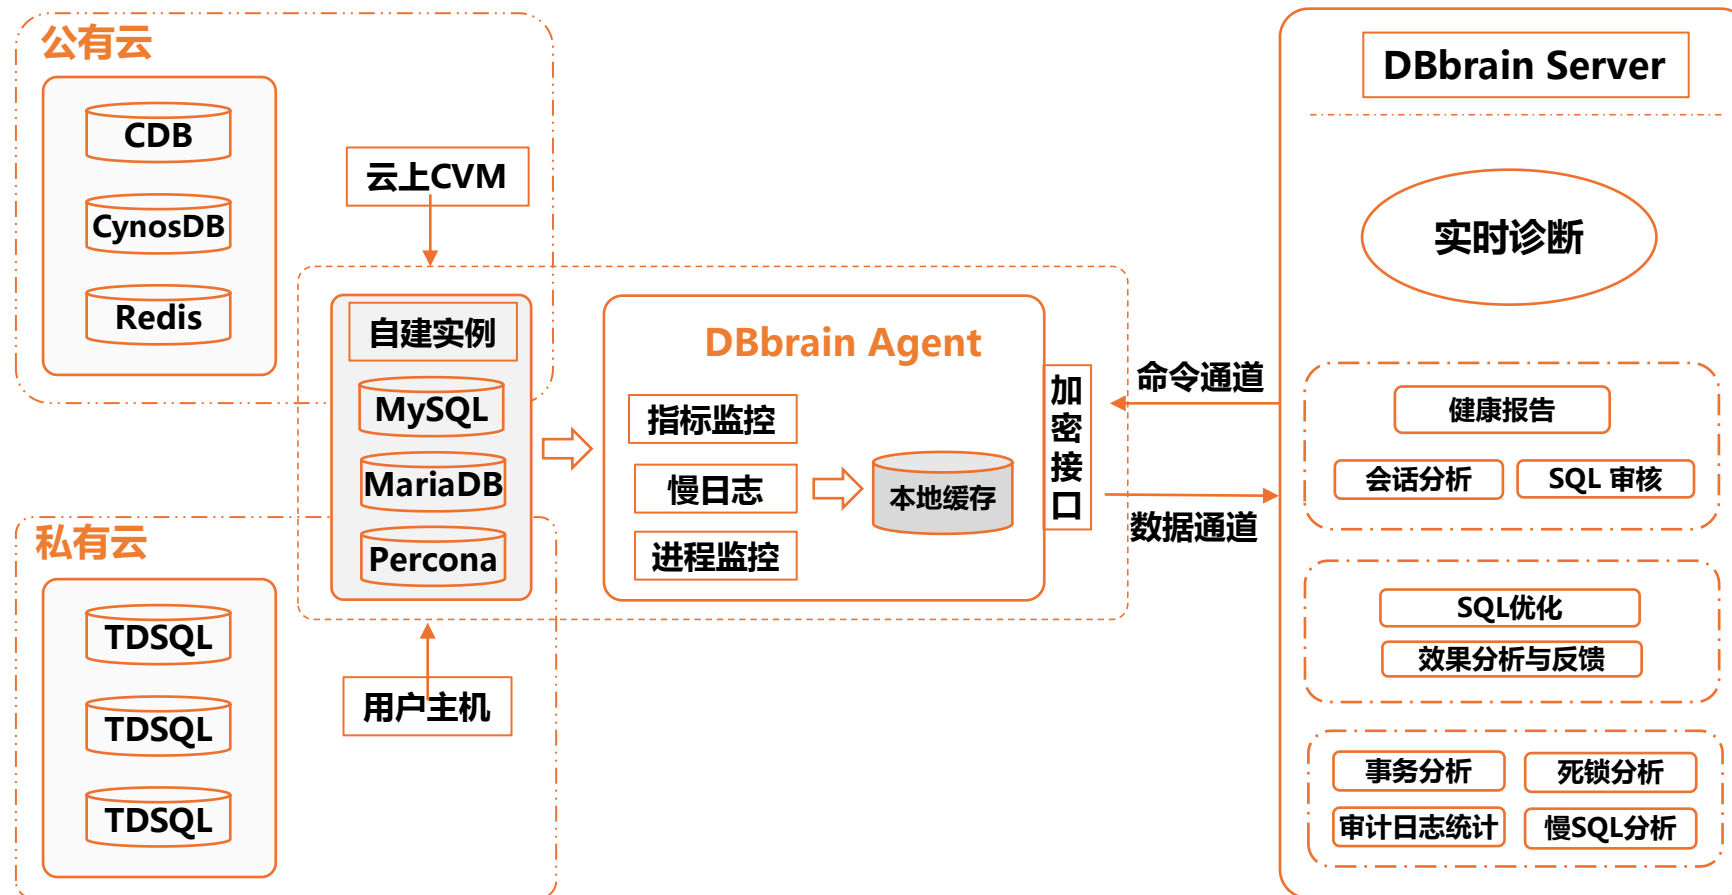 公有云
CDB
CynosDB
Redis
私有云
TDSQL
TDSQL
TDSQL
云上CVM
自建实例
MySQL
MariaDB
Percona
用户主机
DBbrain Agent
指标监控
慢日志
进程监控
本地缓存
加密接口
命令通道
数据通道
DBbrain Server
实时诊断
健康报告
会话分析
SQL 审核
SQL优化
效果分析与反馈
事务分析
死锁分析
审计日志统计
慢SQL分析